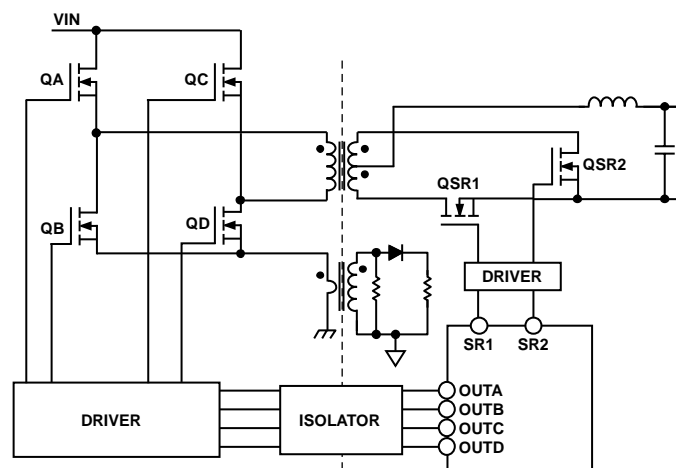 VIN
QA
QC
QB
QD
QSR1
QSR2
DRIVER
SR1
SR2
DRIVER
ISOLATOR
OUTA
OUTB
OUTC
OUTD